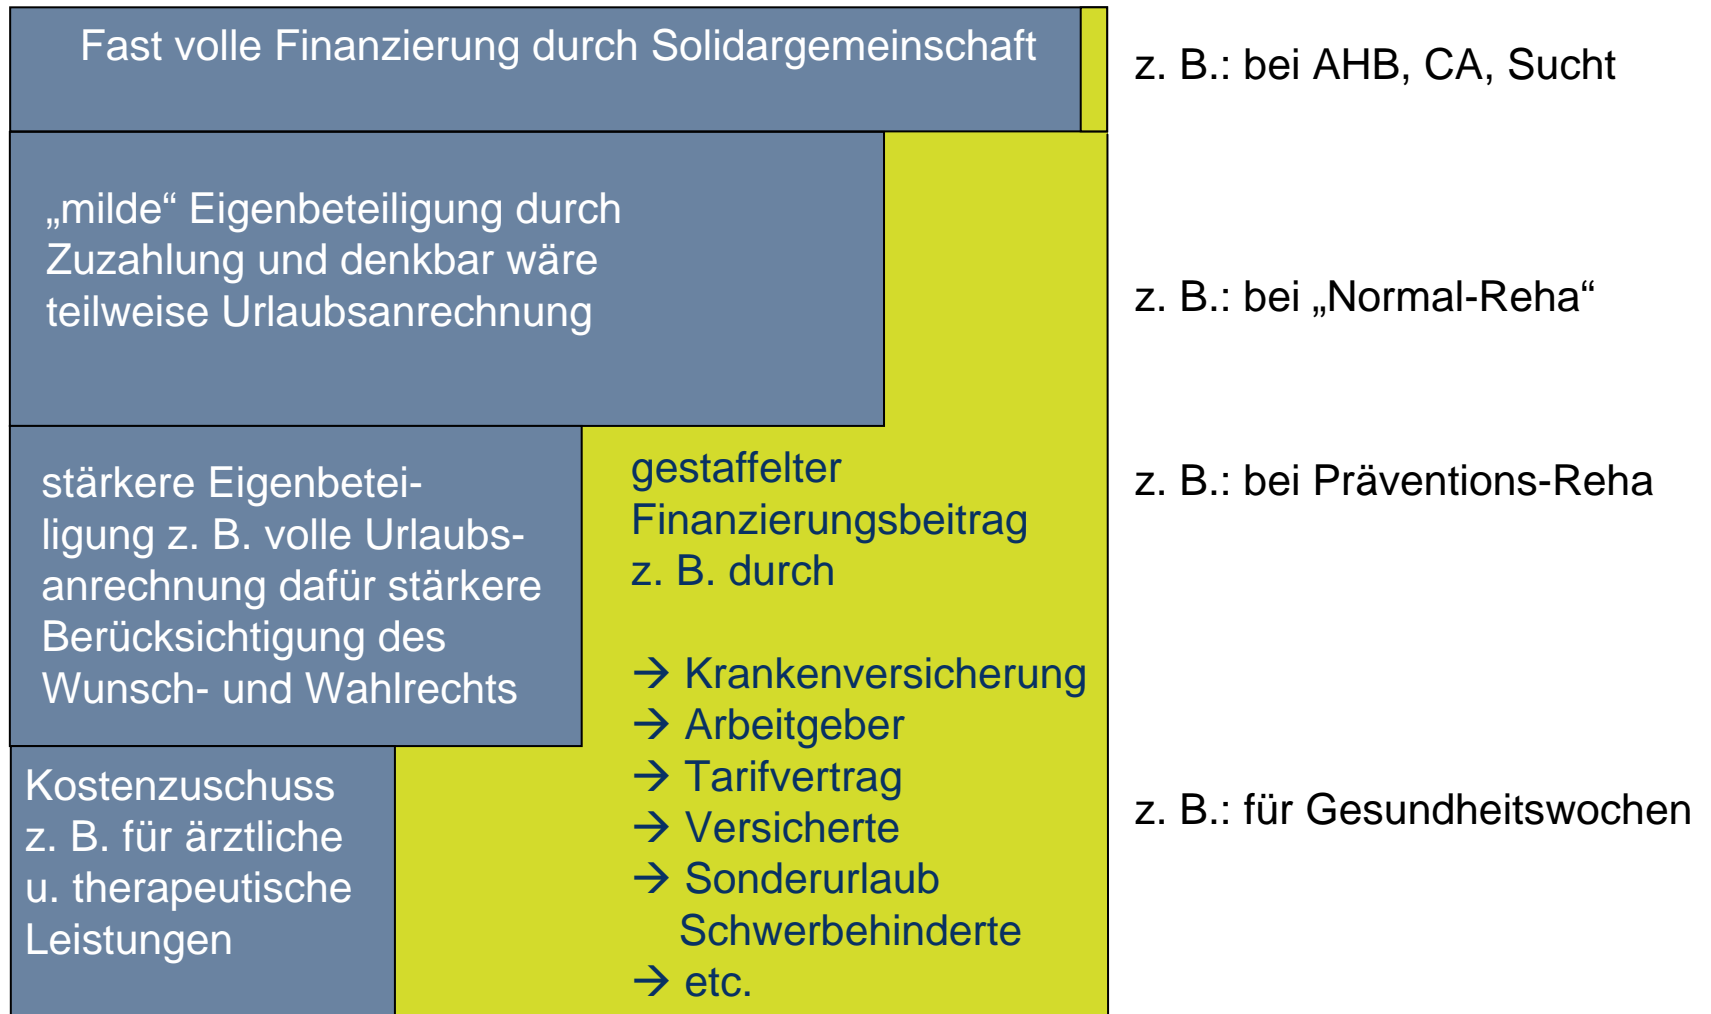 Fast volle Finanzierung durch Solidargemeinschaft
z. B.: bei AHB, CA, Sucht
„milde“ Eigenbeteiligung durch
Zuzahlung und denkbar wäre
teilweise Urlaubsanrechnung
z. B.: bei „Normal-Reha“
stärkere Eigenbetei-
ligung z. B. volle Urlaubs-
anrechnung dafür stärkere
Berücksichtigung des
Wunsch- und Wahlrechts
gestaffelter
Finanzierungsbeitrag
z. B. durch
→ Krankenversicherung
→ Arbeitgeber
→ Tarifvertrag
→ Versicherte
→ Sonderurlaub
Schwerbehinderte
→ etc.
z. B.: bei Präventions-Reha
Kostenzuschuss
z. B. für ärztliche
u. therapeutische
Leistungen
z. B.: für Gesundheitswochen